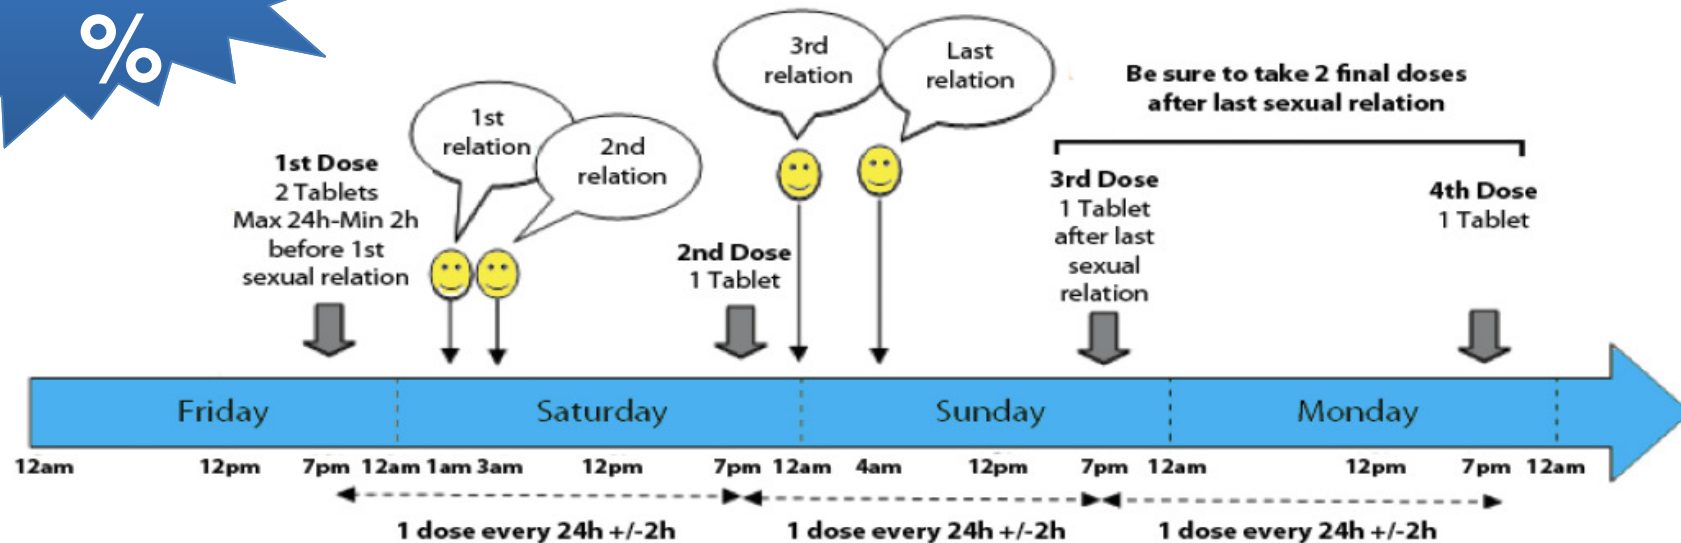 %
1st Dose
2 Tablets
Max 24h-Min 2h
before 1st
sexual relation
1st
relation
2nd
relation
2nd Dose
1 Tablet
3rd
relation
Last
relation
Be sure to take 2 final doses
after last sexual relation
3rd Dose
1 Tablet
after last
sexual
relation
4th Dose
1 Tablet
Friday Saturday Sunday Monday
12am 12pm 7pm 12am 1am 3am 12pm 7pm 12am 4am 12pm 7pm 12am 12pm 7pm 12am
1 dose every 24h +/-2h 1 dose every 24h +/-2h 1 dose every 24h +/-2h